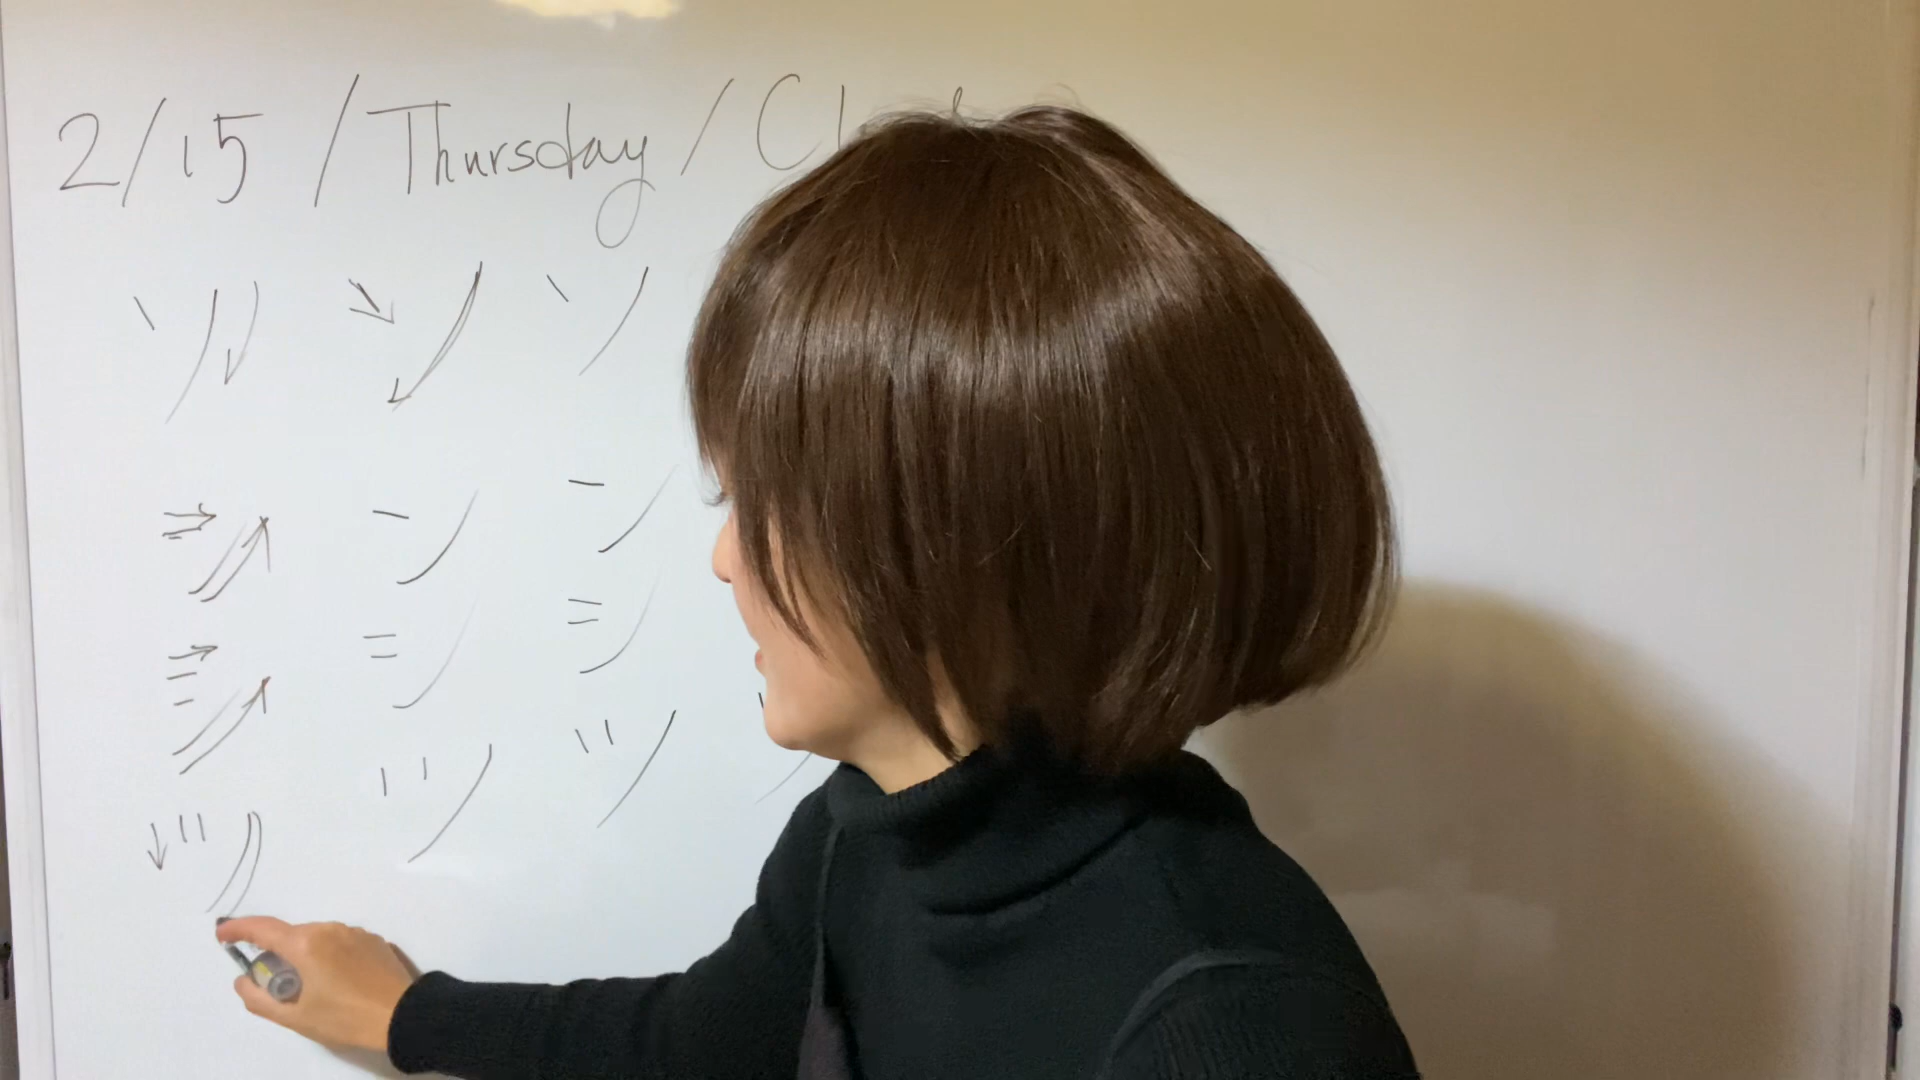 2/15 / Thursday /
ソ ソ ソ
ン ン ン
シ シ シ
ツ ツ ツ